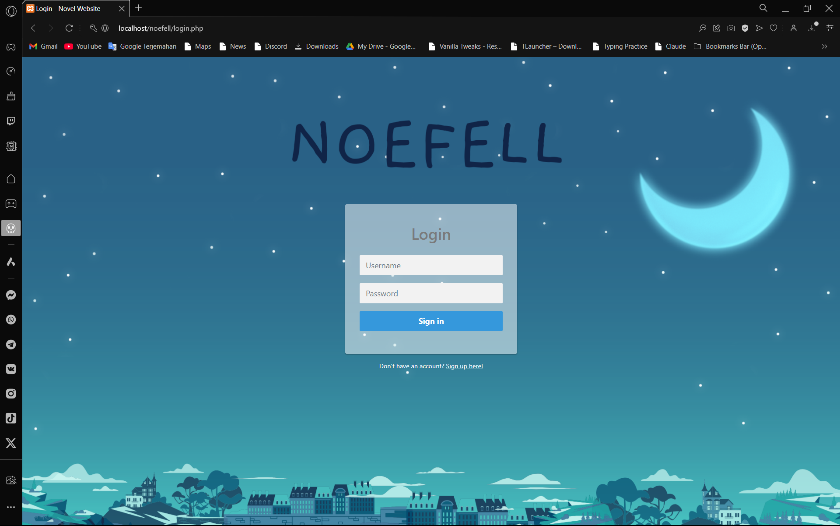 Login - Novel Website
localhost/noefell/login.php
Gmail
YouTube
Google Terjemahan
Maps
News
Discord
Downloads
My Drive - Google...
Vanilla Tweaks - Res...
TLauncher – Downl...
Typing Practice
Claude
Bookmarks Bar (Op...
NOEFELL
Login
Username
Password
Sign in
Don't have an account? Sign up here!